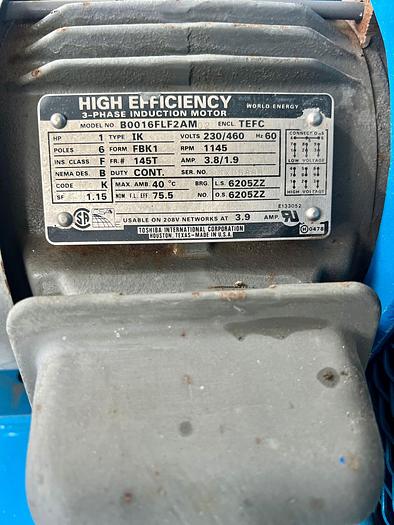 HIGH EFFICIENCY WORLD ENERGY
3-PHASE INDUCTION MOTOR
MODEL NO. B0016FLF2AM ENCL. TEFC
HP 1 TYPE IK VOLTS 230/460 Hz 60
POLES 6 FORM FBK1 RPM 1145
INS. CLASS F FR.# 145T AMP. 3.8/1.9
NEMA DES. B DUTY CONT. SER. NO.
CODE K MAX. AMB. 40 °C BRG. L.S. 6205ZZ
SF 1.15 NOM. F.L. EFF. 75.5 NO. O.S. 6205ZZ
LOW VOLTAGE
HIGH VOLTAGE
E133052
USABLE ON 208V NETWORKS AT 3.9 AMP.
TOSHIBA INTERNATIONAL CORPORATION
HOUSTON, TEXAS—MADE IN U.S.A.
H0478